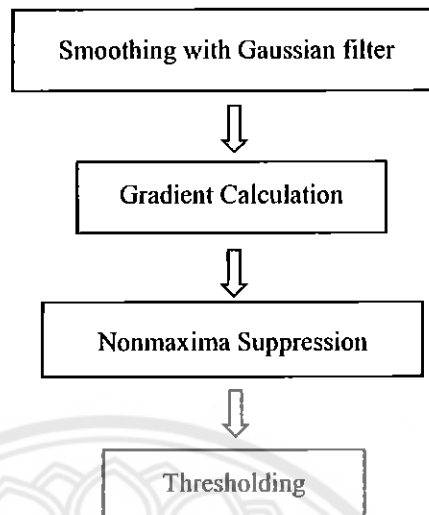 Smoothing with Gaussian filter
Gradient Calculation
Nonmaxima Suppression
Thresholding